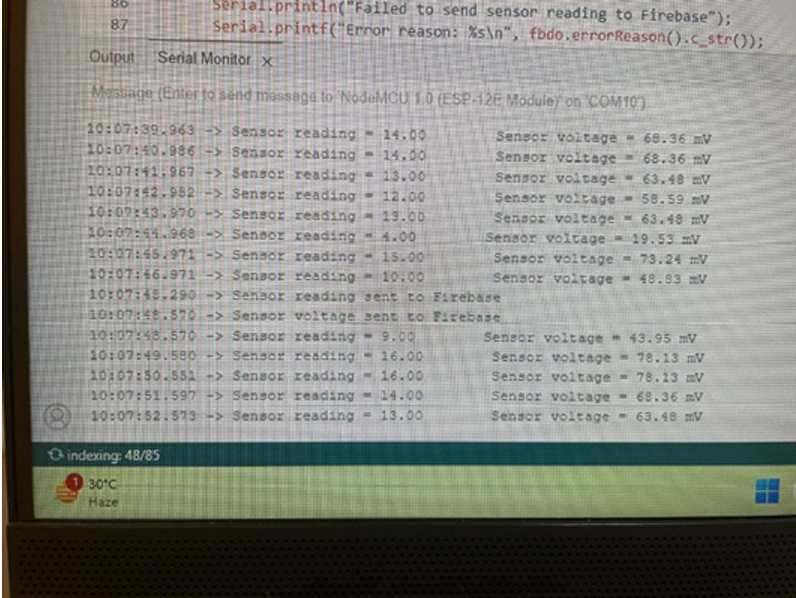 86 Serial.println("Failed to send sensor reading to Firebase");
87 Serial.printf("Error reason: %s\n", fbdo.errorReason().c_str());
Output Serial Monitor ×
Message (Enter to send message to 'NodeMCU 1.0 (ESP-12E Module)' on 'COM10')
10:07:39.963 -> Sensor reading = 14.00 Sensor voltage = 68.36 mV
10:07:40.986 -> Sensor reading = 14.00 Sensor voltage = 68.36 mV
10:07:41.967 -> Sensor reading = 13.00 Sensor voltage = 63.48 mV
10:07:42.982 -> Sensor reading = 12.00 Sensor voltage = 58.59 mV
10:07:43.970 -> Sensor reading = 13.00 Sensor voltage = 63.48 mV
10:07:44.968 -> Sensor reading = 4.00 Sensor voltage = 19.53 mV
10:07:45.971 -> Sensor reading = 15.00 Sensor voltage = 73.24 mV
10:07:46.971 -> Sensor reading = 10.00 Sensor voltage = 48.83 mV
10:07:48.290 -> Sensor reading sent to Firebase
10:07:48.570 -> Sensor voltage sent to Firebase
10:07:48.570 -> Sensor reading = 9.00 Sensor voltage = 43.95 mV
10:07:49.580 -> Sensor reading = 16.00 Sensor voltage = 78.13 mV
10:07:50.551 -> Sensor reading = 16.00 Sensor voltage = 78.13 mV
10:07:51.597 -> Sensor reading = 14.00 Sensor voltage = 68.36 mV
10:07:52.573 -> Sensor reading = 13.00 Sensor voltage = 63.48 mV
indexing: 48/85
1 30°C
Haze